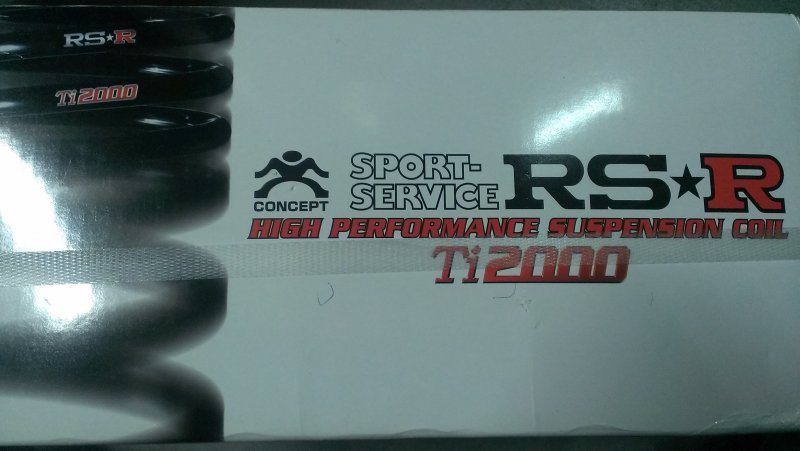 RS★R
Ti2000
CONCEPT
SPORT-
SERVICE
RS★R
HIGH PERFORMANCE SUSPENSION COIL
Ti2000